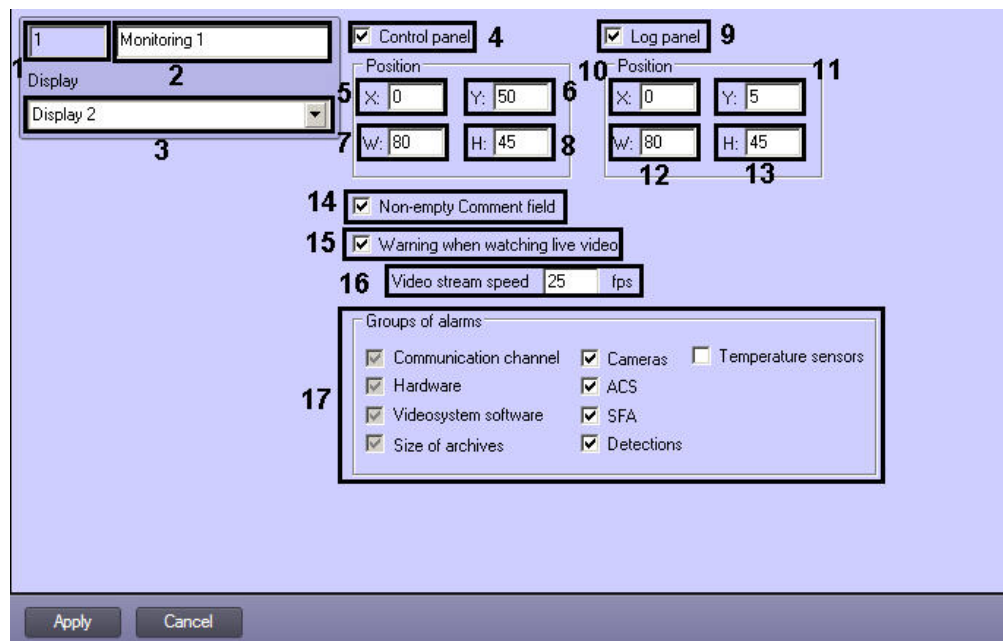 1 Monitoring 1
1 2
Display
Display 2
3
Control panel 4
Position
5 X: 0 Y: 50 6
7 W: 80 H: 45 8
Log panel 9
10 Position 11
X: 0 Y: 5
W: 80 H: 45
12 13
14 Non-empty Comment field
15 Warning when watching live video
16 Video stream speed 25 fps
Groups of alarms
Communication channel Cameras Temperature sensors
Hardware ACS
17 Videosystem software SFA
Size of archives Detections
Apply Cancel